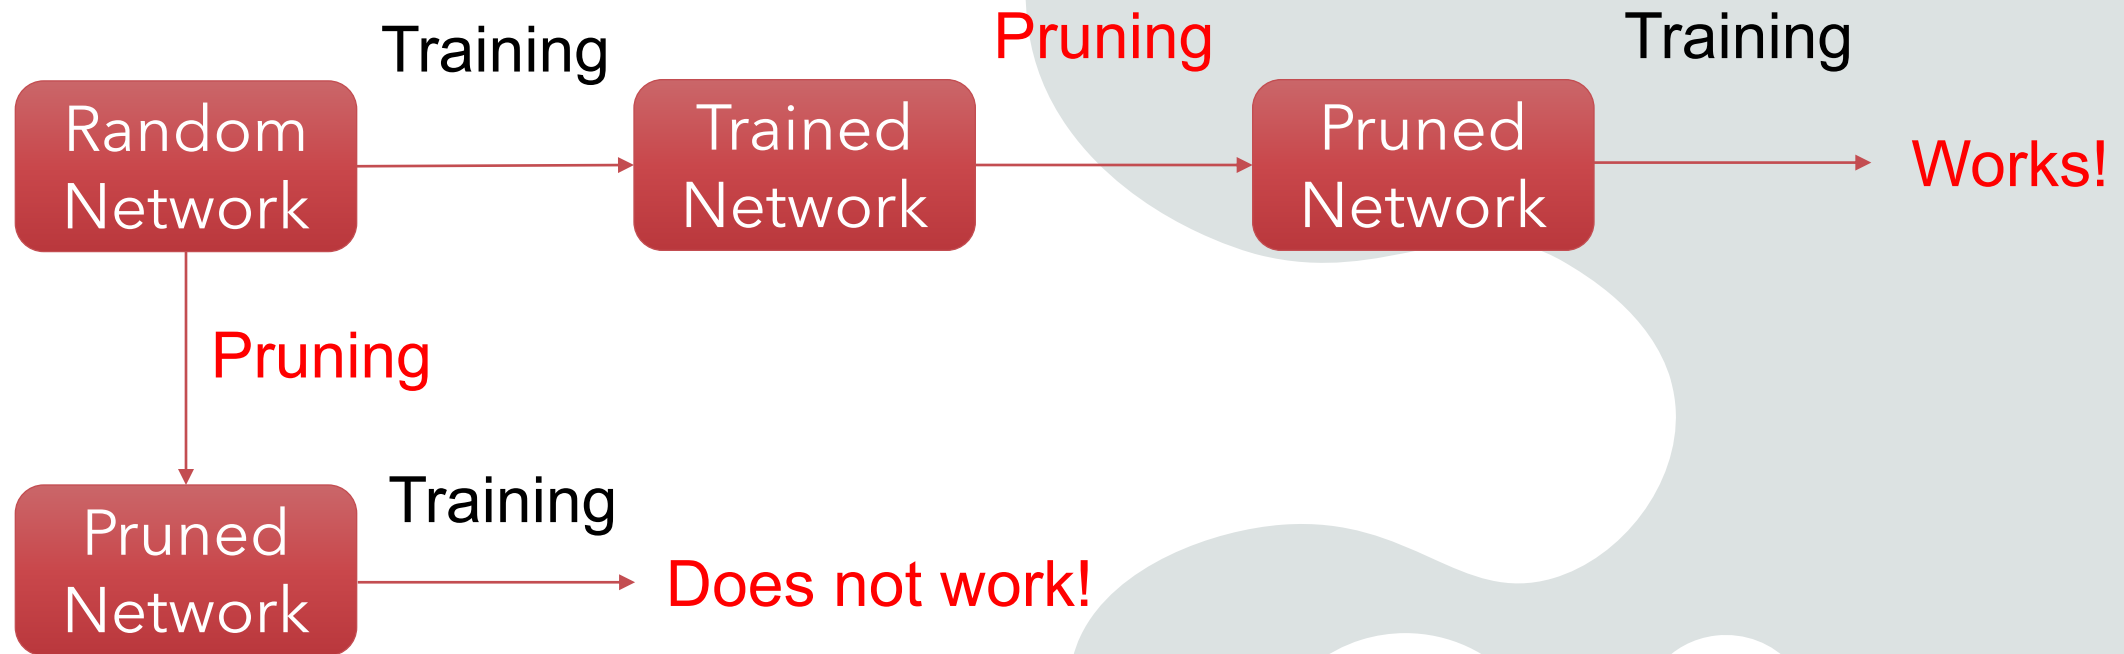 Training
Pruning
Training
Random
Network
Trained
Network
Pruned
Network
Works!
Pruning
Pruned
Network
Training
Does not work!